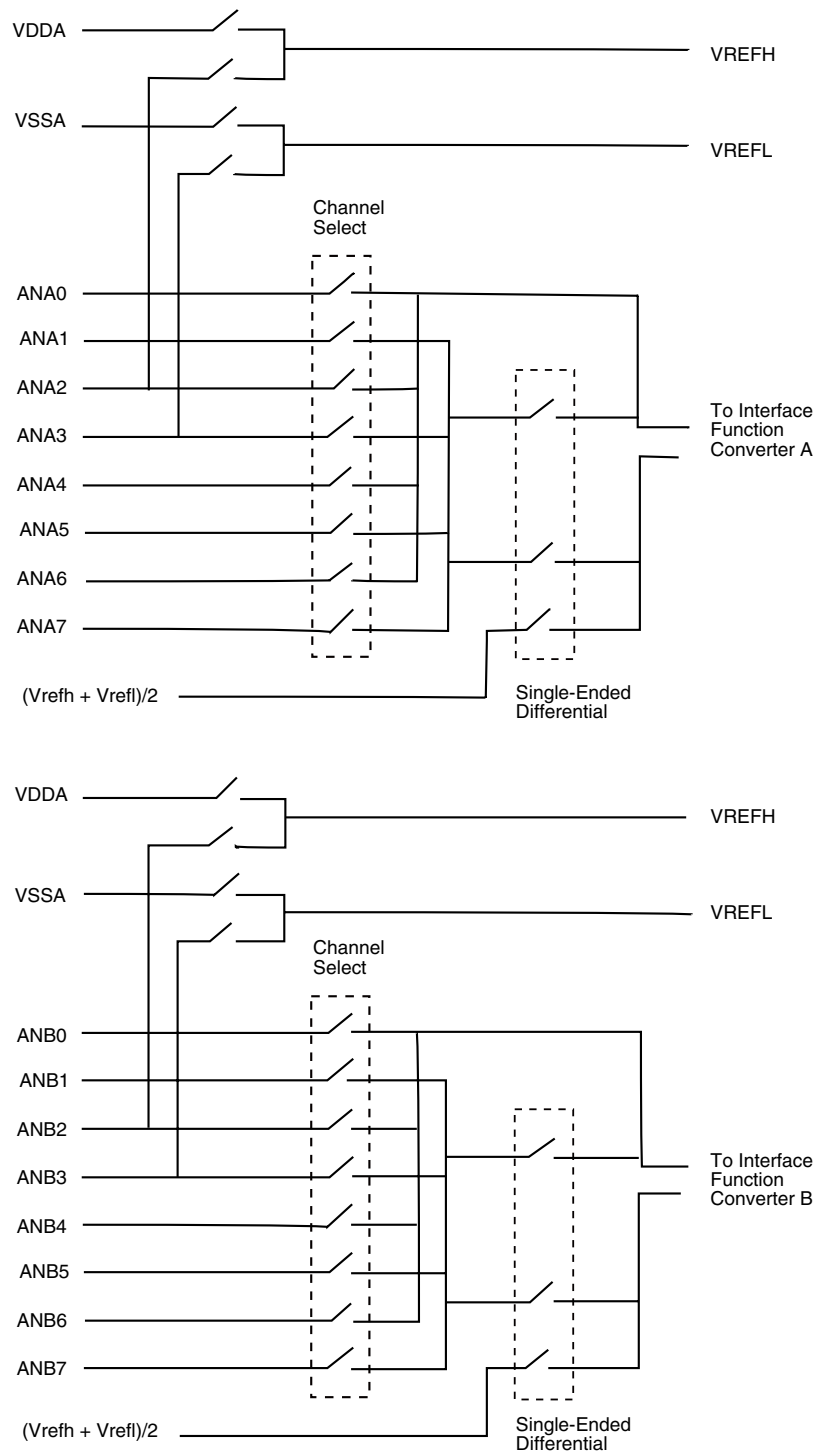 VDDA
VREFH
VSSA
VREFL
Channel
Select
ANA0
ANA1
ANA2
ANA3
ANA4
ANA5
ANA6
ANA7
To Interface
Function
Converter A
(Vrefh + Vrefl)/2
Single-Ended
Differential
VDDA
VREFH
VSSA
VREFL
Channel
Select
ANB0
ANB1
ANB2
ANB3
ANB4
ANB5
ANB6
ANB7
To Interface
Function
Converter B
(Vrefh + Vrefl)/2
Single-Ended
Differential